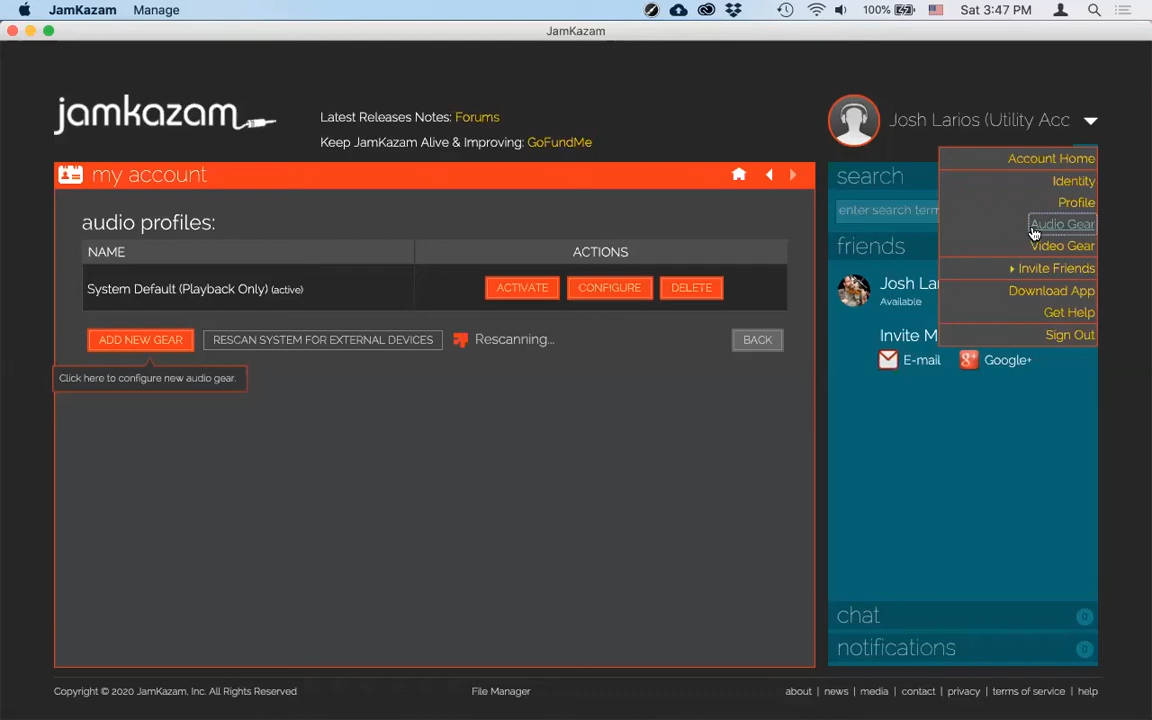 JamKazam Manage 100% Sat 3:47 PM
JamKazam
jamkazam
Latest Releases Notes: Forums
Keep JamKazam Alive & Improving: GoFundMe
Josh Larios (Utility Acc
my account
audio profiles:
NAME ACTIONS
System Default (Playback Only) (active) ACTIVATE CONFIGURE DELETE
ADD NEW GEAR RESCAN SYSTEM FOR EXTERNAL DEVICES Rescanning... BACK
Click here to configure new audio gear.
Account Home
Identity
Profile
Audio Gear
Video Gear
Invite Friends
Download App
Get Help
Sign Out
search
enter search term
friends
Josh Lar
Available
Invite M
E-mail Google+
chat 0
notifications 0
Copyright © 2020 JamKazam, Inc. All Rights Reserved File Manager about | news | media | contact | privacy | terms of service | help